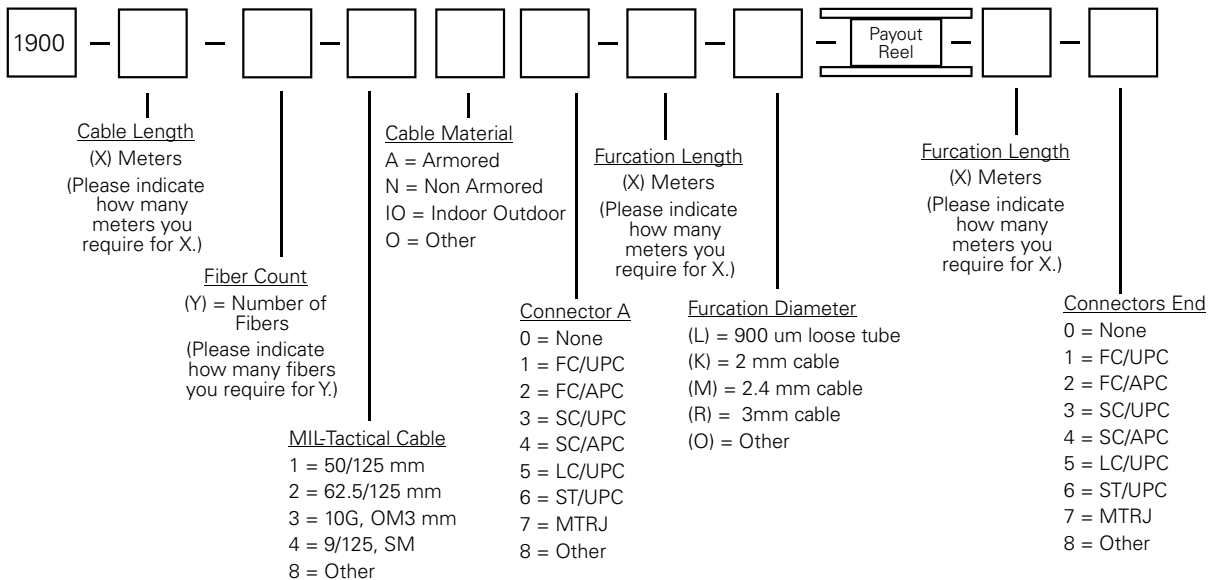 1900
Payout
Reel
Cable Length
(X) Meters
(Please indicate
how many
meters you
require for X.)
Fiber Count
(Y) = Number of
Fibers
(Please indicate
how many fibers
you require for Y.)
MIL-Tactical Cable
1 = 50/125 mm
2 = 62.5/125 mm
3 = 10G, OM3 mm
4 = 9/125, SM
8 = Other
Cable Material
A = Armored
N = Non Armored
IO = Indoor Outdoor
O = Other
Connector A
0 = None
1 = FC/UPC
2 = FC/APC
3 = SC/UPC
4 = SC/APC
5 = LC/UPC
6 = ST/UPC
7 = MTRJ
8 = Other
Furcation Length
(X) Meters
(Please indicate
how many
meters you
require for X.)
Furcation Diameter
(L) = 900 um loose tube
(K) = 2 mm cable
(M) = 2.4 mm cable
(R) = 3mm cable
(O) = Other
Furcation Length
(X) Meters
(Please indicate
how many
meters you
require for X.)
Connectors End
0 = None
1 = FC/UPC
2 = FC/APC
3 = SC/UPC
4 = SC/APC
5 = LC/UPC
6 = ST/UPC
7 = MTRJ
8 = Other